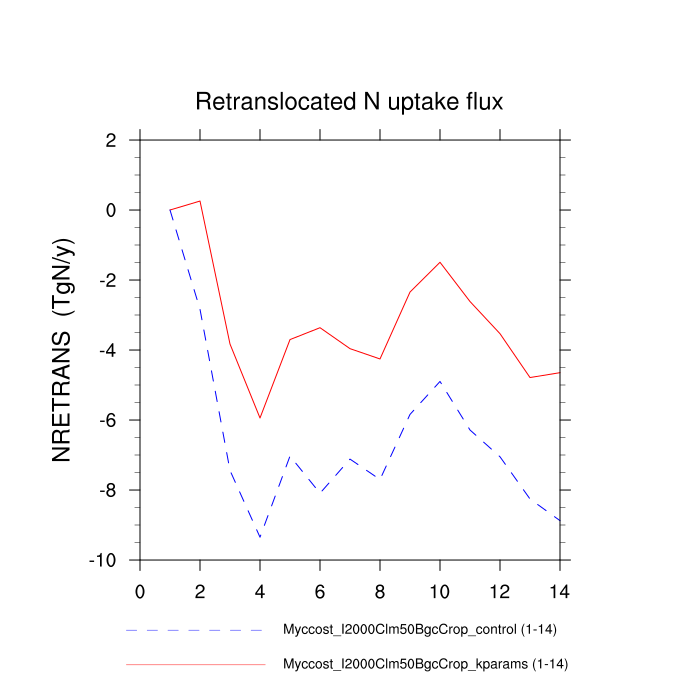 Retranslocated N uptake flux
NRETRANS (TgN/y)
2
0
-2
-4
-6
-8
-10
0 2 4 6 8 10 12 14
Myccost_I2000Clm50BgcCrop_control (1-14)
Myccost_I2000Clm50BgcCrop_kparams (1-14)